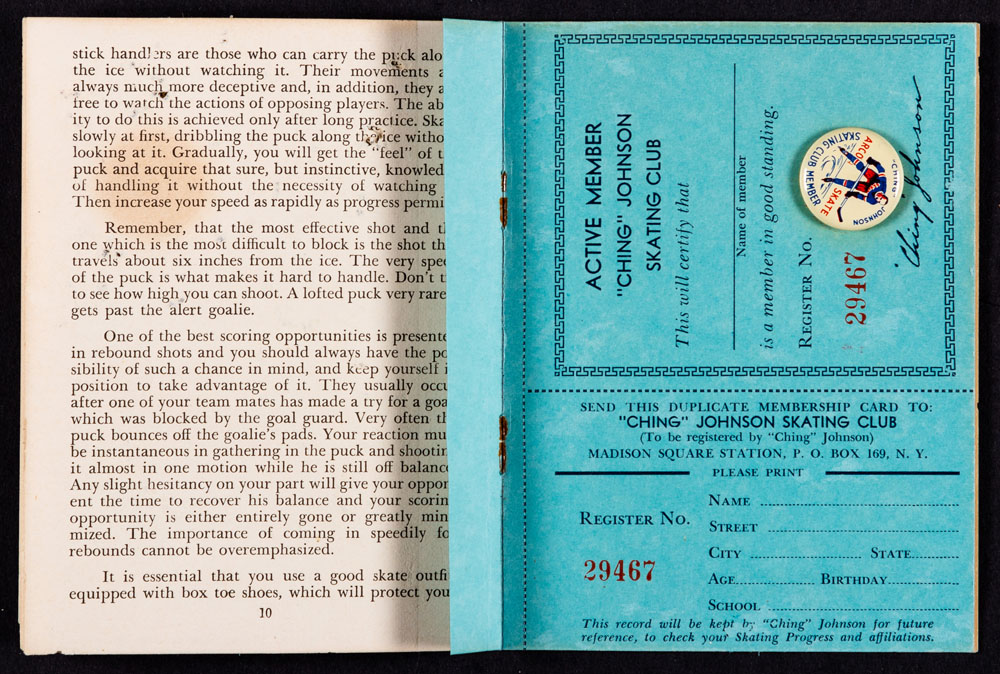 stick handlers are those who can carry the puck alo
the ice without watching it. Their movements a
always much more deceptive and, in addition, they a
free to watch the actions of opposing players. The ab
ity to do this is achieved only after long practice. Ska
slowly at first, dribbling the puck along the ice witho
looking at it. Gradually, you will get the "feel" of t
puck and acquire that sure, but instinctive, knowled
of handling it without the necessity of watching
Then increase your speed as rapidly as progress permi
Remember, that the most effective shot and t
one which is the most difficult to block is the shot th
travels about six inches from the ice. The very spee
of the puck is what makes it hard to handle. Don't t
to see how high you can shoot. A lofted puck very rare
gets past the alert goalie.
One of the best scoring opportunities is presente
in rebound shots and you should always have the po
sibility of such a chance in mind, and keep yourself i
position to take advantage of it. They usually occu
after one of your team mates has made a try for a goa
which was blocked by the goal guard. Very often th
puck bounces off the goalie's pads. Your reaction mu
be instantaneous in gathering in the puck and shootin
it almost in one motion while he is still off balanc
Any slight hesitancy on your part will give your oppor
ent the time to recover his balance and your scorin
opportunity is either entirely gone or greatly min
mized. The importance of coming in speedily fo
rebounds cannot be overemphasized.
It is essential that you use a good skate outfi
equipped with box toe shoes, which will protect you
10
ACTIVE MEMBER
"CHING" JOHNSON
SKATING CLUB
This will certify that
Name of member
is a member in good standing.
REGISTER NO.
29467
"CHING" JOHNSON
ARCO SKATE
SKATING CLUB MEMBER
"Ching" Johnson
SEND THIS DUPLICATE MEMBERSHIP CARD TO:
"CHING" JOHNSON SKATING CLUB
(To be registered by "Ching" Johnson)
MADISON SQUARE STATION, P. O. BOX 169, N. Y.
PLEASE PRINT
REGISTER NO.
29467
NAME
STREET
CITY STATE
AGE BIRTHDAY
SCHOOL
This record will be kept by "Ching" Johnson for future
reference, to check your Skating Progress and affiliations.